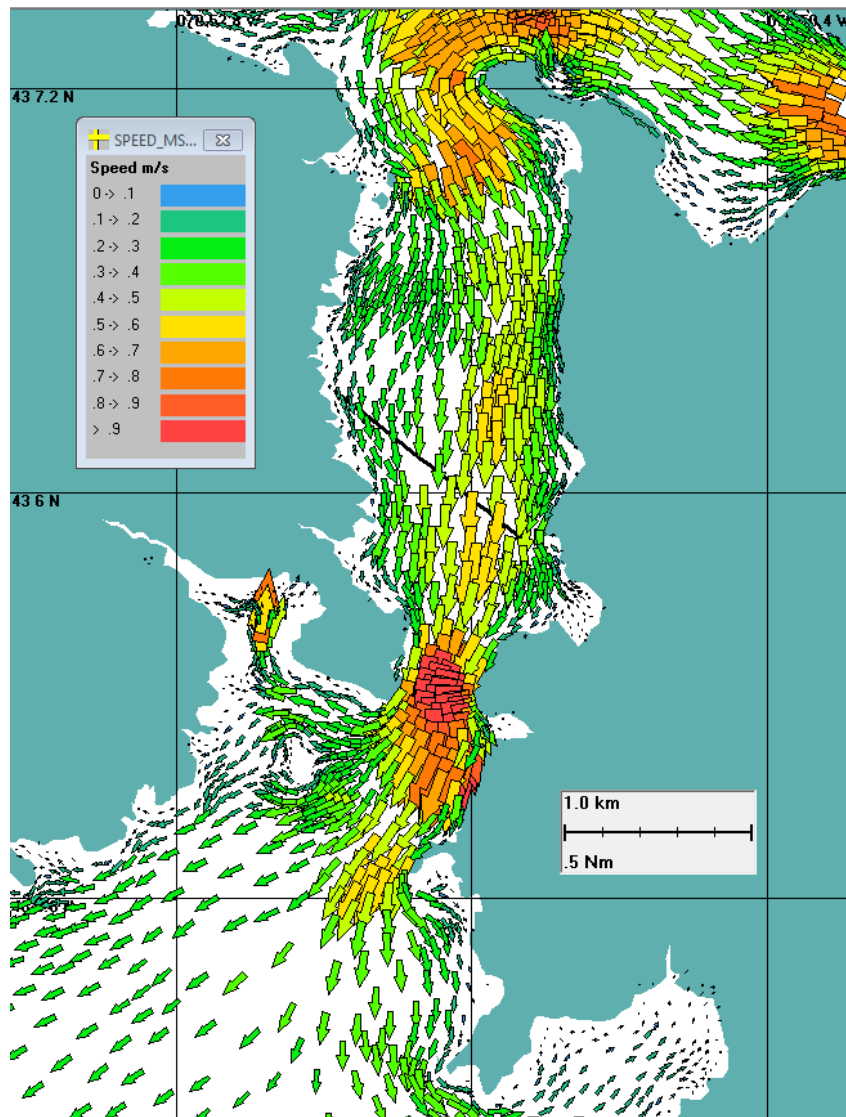 43 7.2 N
SPEED_MS...
Speed m/s
0 -> .1
.1 -> .2
.2 -> .3
.3 -> .4
.4 -> .5
.5 -> .6
.6 -> .7
.7 -> .8
.8 -> .9
> .9
43 6 N
1.0 km
.5 Nm